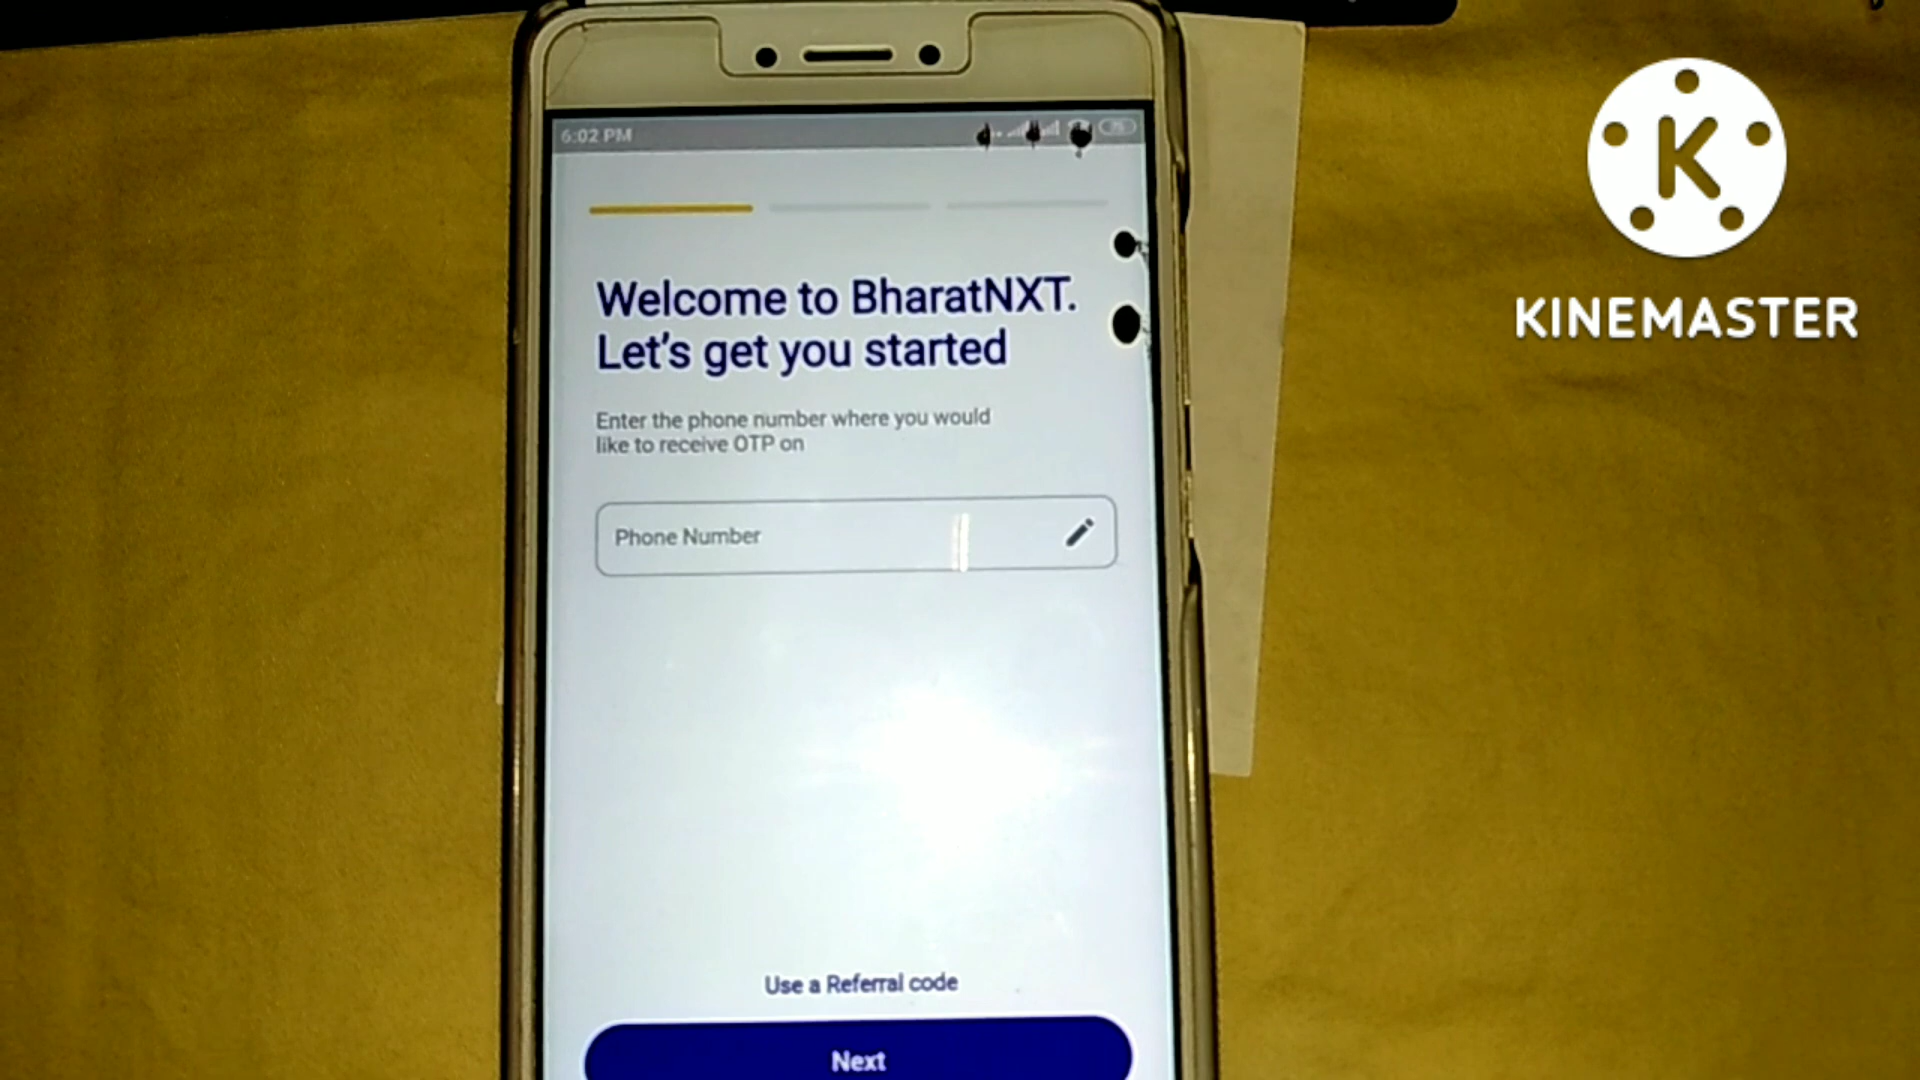 6:02 PM
Welcome to BharatNXT.
Let's get you started
Enter the phone number where you would
like to receive OTP on
Phone Number
Use a Referral code
Next
K
KINEMASTER